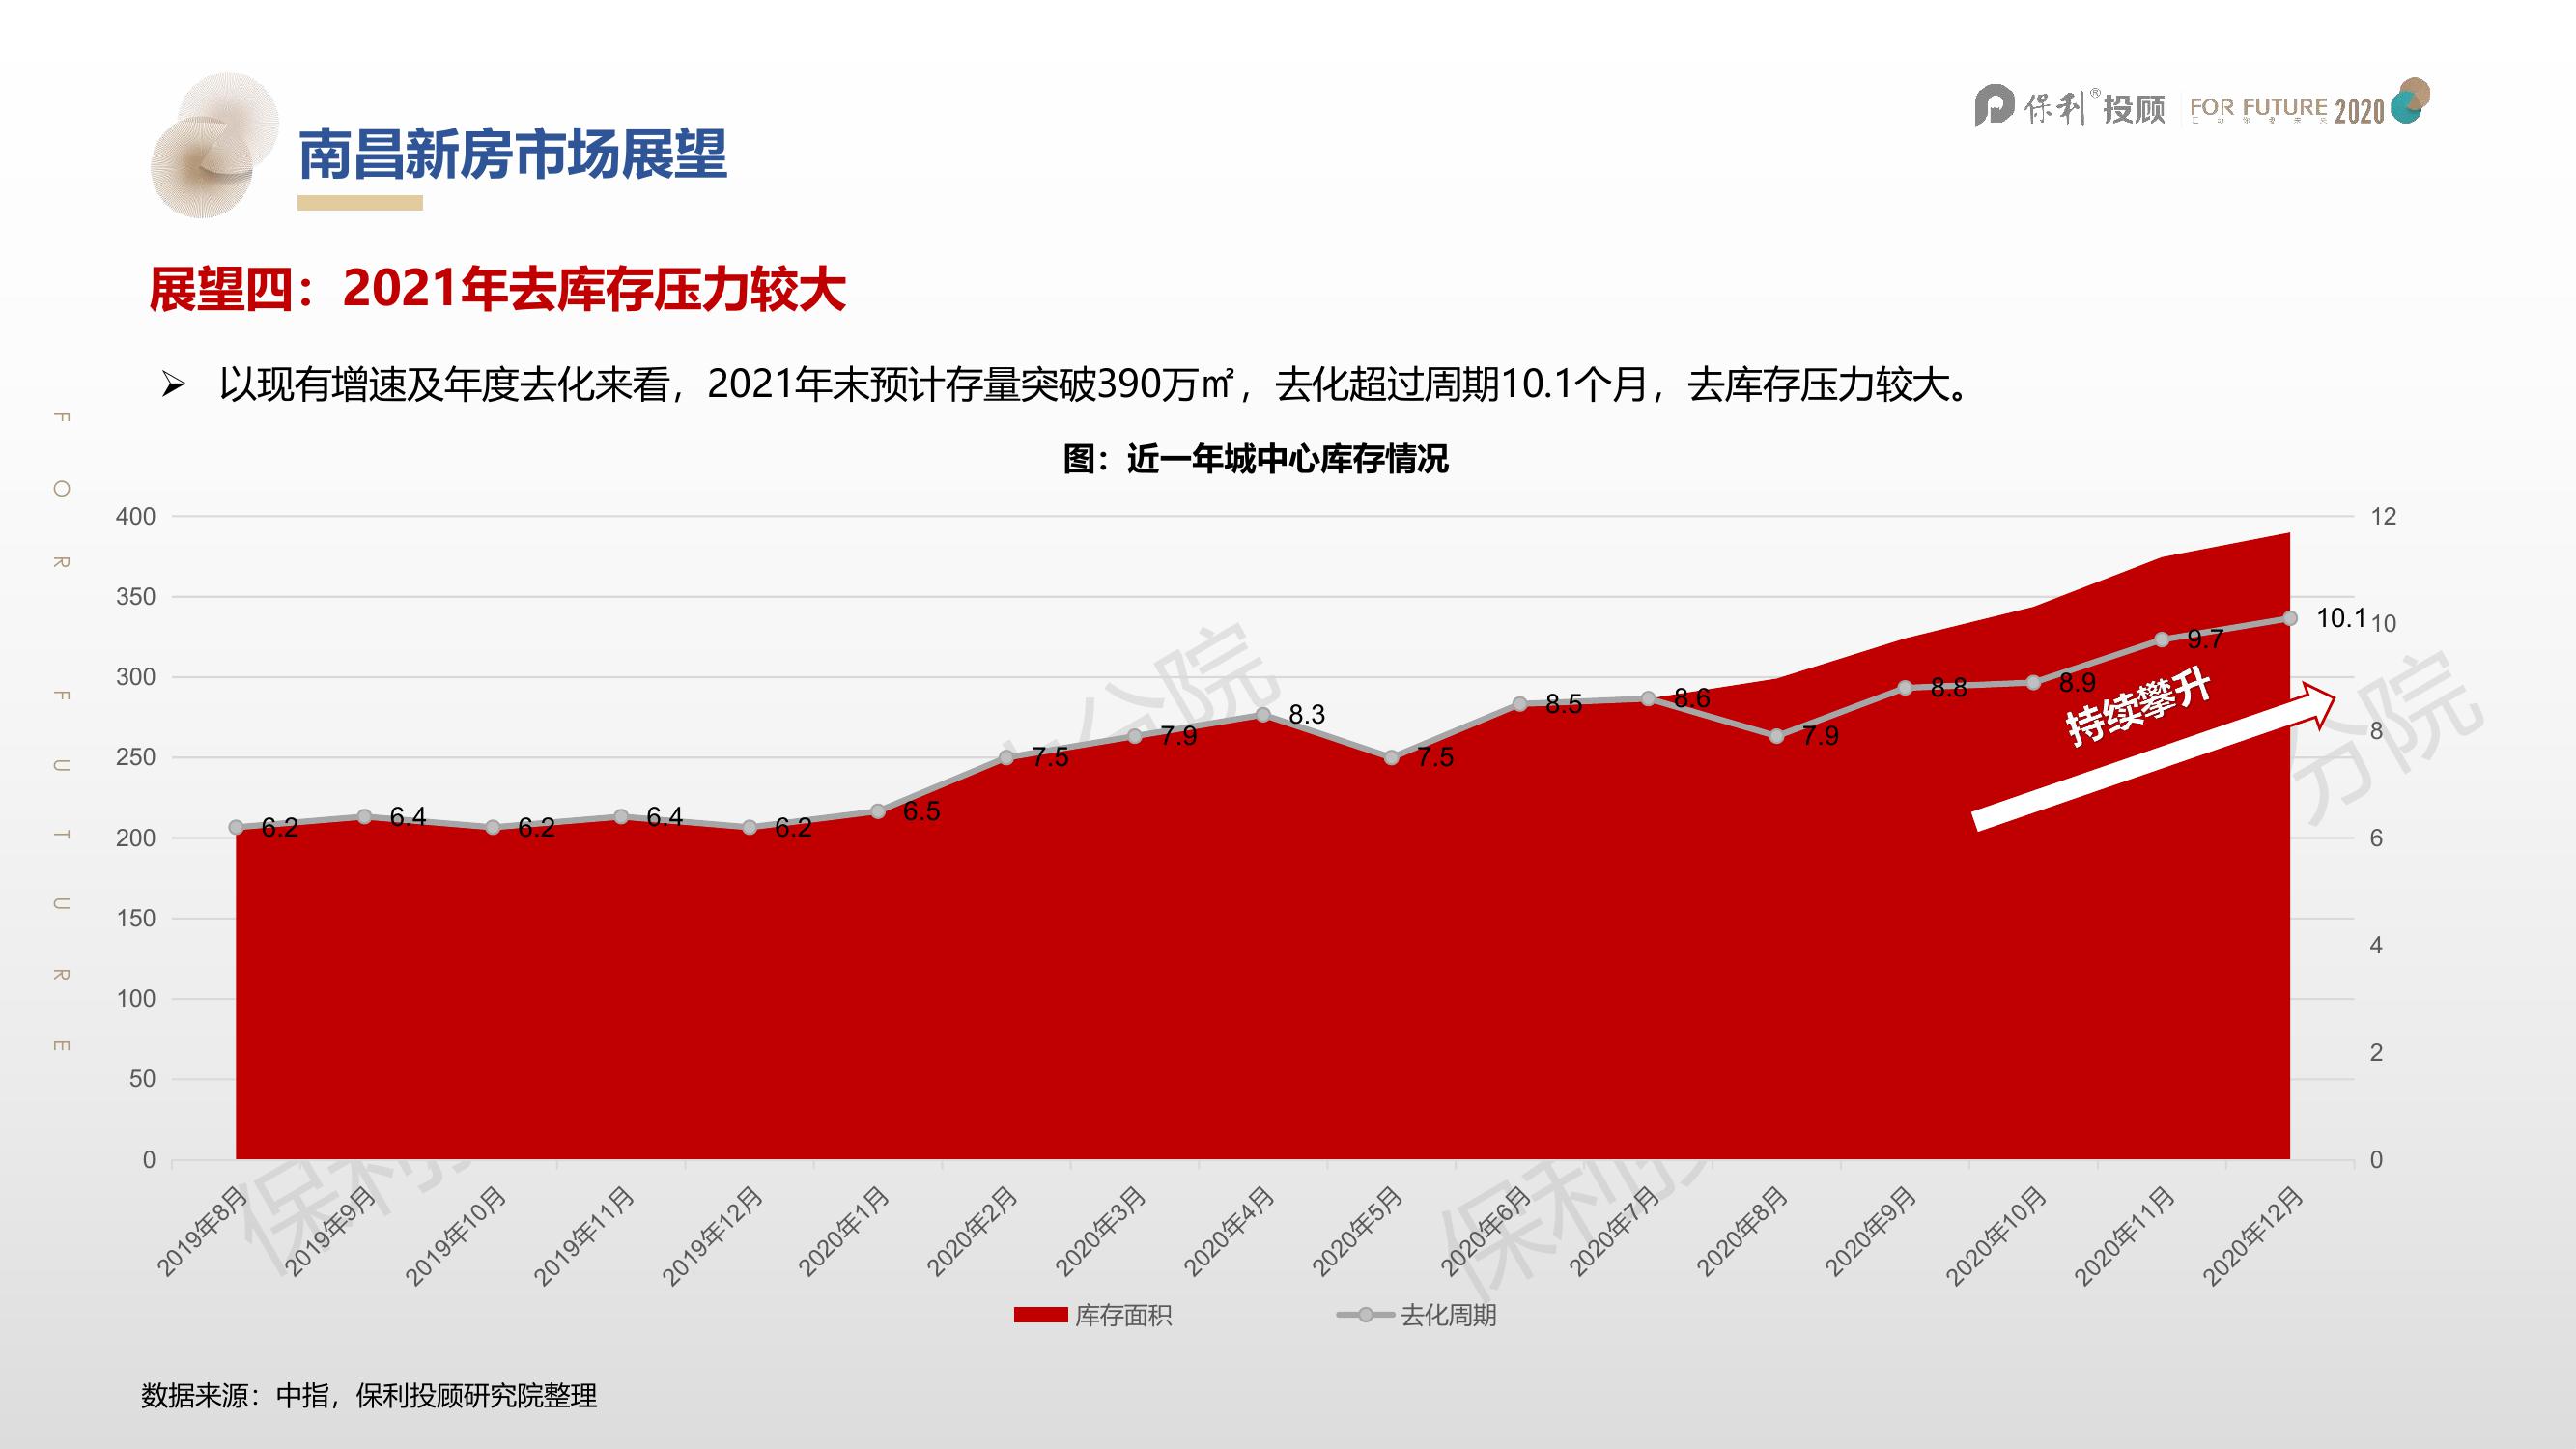 保利®投顾 FOR FUTURE 2020
南昌新房市场展望
展望四：2021年去库存压力较大
➢ 以现有增速及年度去化来看，2021年末预计存量突破390万㎡，去化超过周期10.1个月，去库存压力较大。
FOR FUTURE
图：近一年城中心库存情况
400
350
300
250
200
150
100
50
0
12
10
8
6
4
2
0
6.2
6.4
6.2
6.4
6.2
6.5
7.5
7.9
8.3
7.5
8.5
8.6
7.9
8.8
8.9
9.7
10.1
持续攀升
2019年8月
2019年9月
2019年10月
2019年11月
2019年12月
2020年1月
2020年2月
2020年3月
2020年4月
2020年5月
2020年6月
2020年7月
2020年8月
2020年9月
2020年10月
2020年11月
2020年12月
库存面积
去化周期
数据来源：中指，保利投顾研究院整理